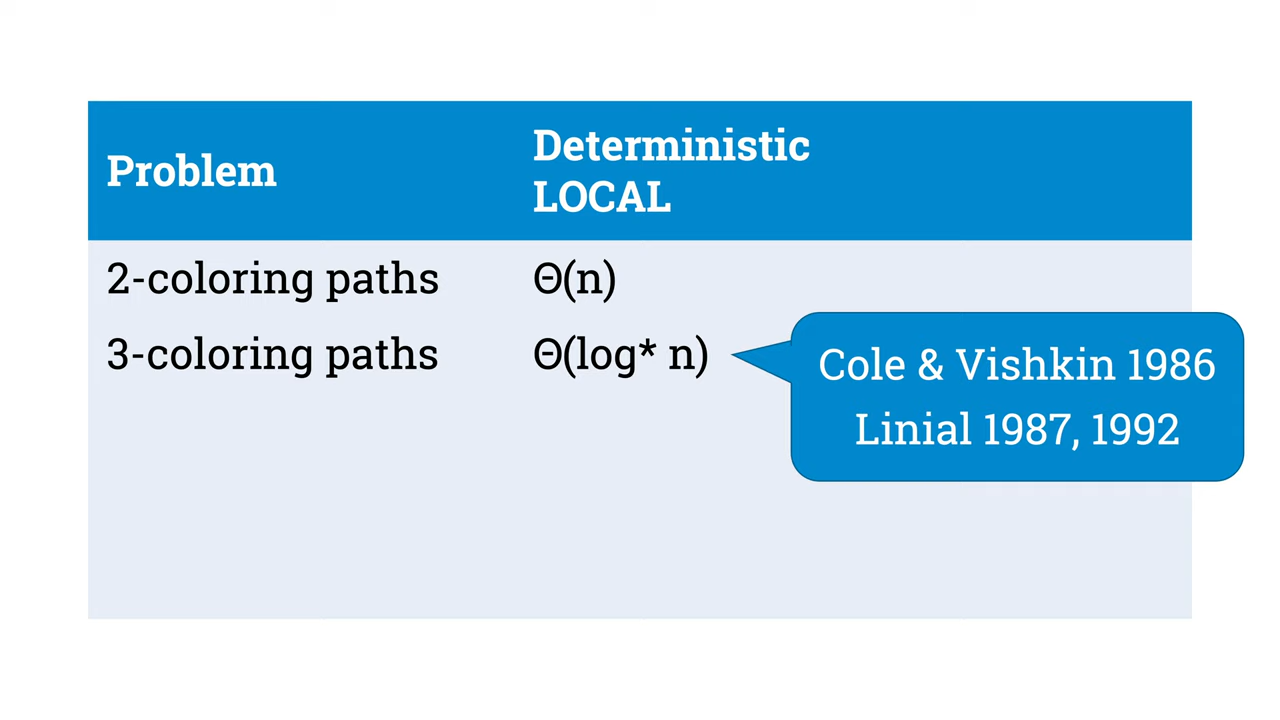 Problem
Deterministic
LOCAL
2-coloring paths
Θ(n)
3-coloring paths
Θ(log* n)
Cole & Vishkin 1986
Linial 1987, 1992